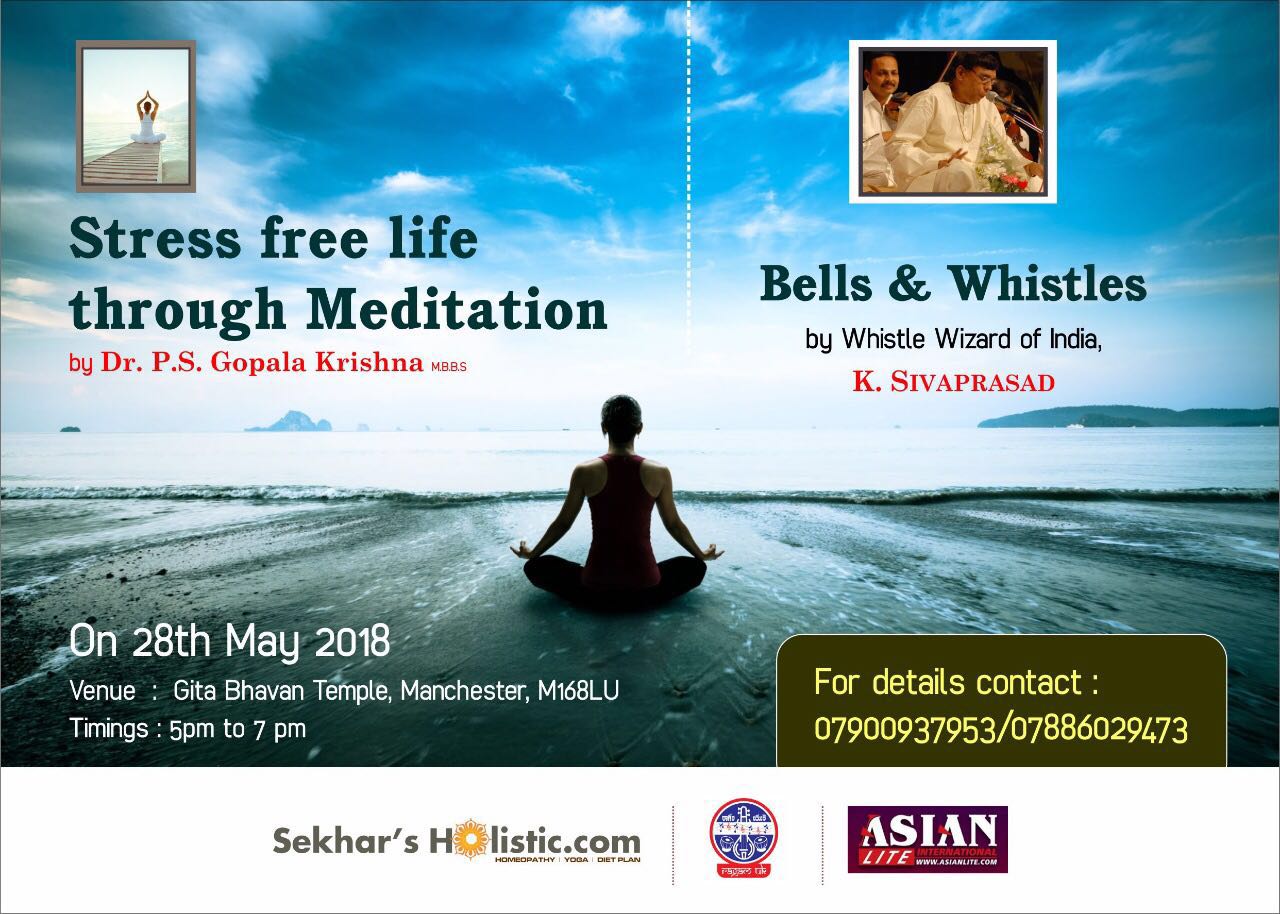 Stress free life
through Meditation
by Dr. P.S. Gopala Krishna M.B.B.S
Bells & Whistles
by Whistle Wizard of India,
K. SIVAPRASAD
On 28th May 2018
Venue : Gita Bhavan Temple, Manchester, M168LU
Timings : 5pm to 7 pm
For details contact :
07900937953/07886029473
Sekhar's Holistic.com
HOMEOPATHY | YOGA | DIET PLAN
ragam uk
ASIAN
LITE INTERNATIONAL
WWW.ASIANLITE.COM